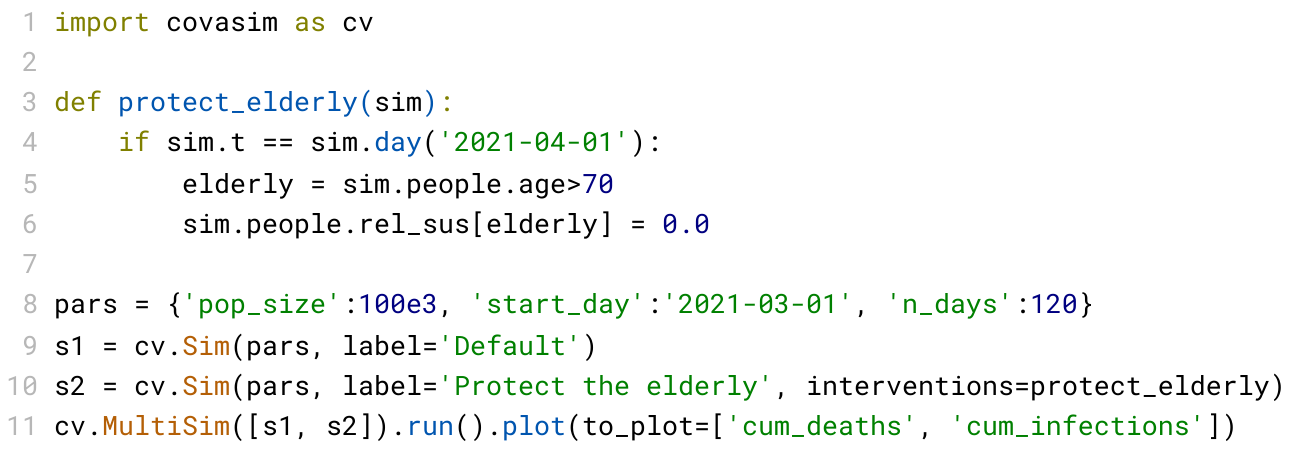 1 import covasim as cv
2
3 def protect_elderly(sim):
4     if sim.t == sim.day('2021-04-01'):
5         elderly = sim.people.age>70
6         sim.people.rel_sus[elderly] = 0.0
7
8 pars = {'pop_size':100e3, 'start_day':'2021-03-01', 'n_days':120}
9 s1 = cv.Sim(pars, label='Default')
10 s2 = cv.Sim(pars, label='Protect the elderly', interventions=protect_elderly)
11 cv.MultiSim([s1, s2]).run().plot(to_plot=['cum_deaths', 'cum_infections'])